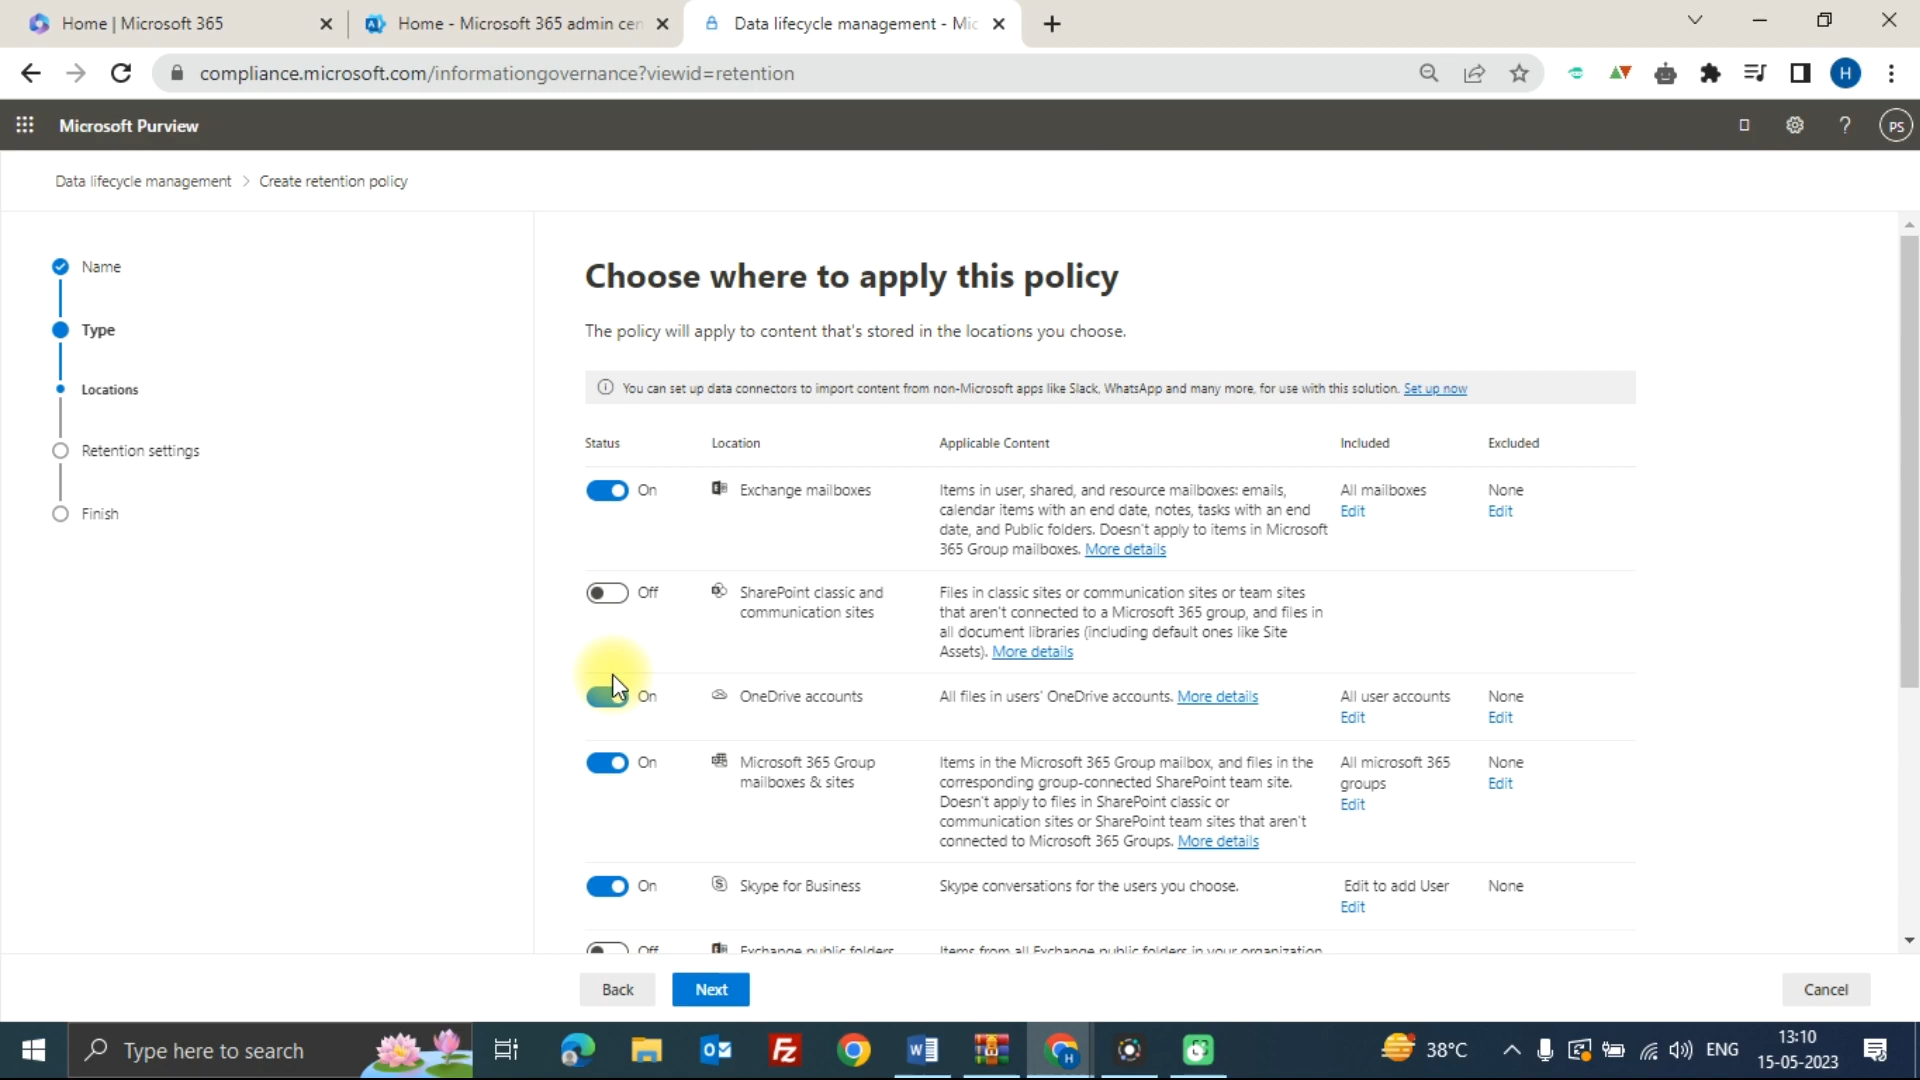 Home | Microsoft 365
Home - Microsoft 365 admin cen
Data lifecycle management - Mic
compliance.microsoft.com/informationgovernance?viewid=retention
H
Microsoft Purview
?
PS
Data lifecycle management > Create retention policy
Name
Type
Locations
Retention settings
Finish
Choose where to apply this policy
The policy will apply to content that's stored in the locations you choose.
You can set up data connectors to import content from non-Microsoft apps like Slack, WhatsApp and many more, for use with this solution. Set up now
Status Location Applicable Content Included Excluded
On Exchange mailboxes Items in user, shared, and resource mailboxes: emails, All mailboxes None
calendar items with an end date, notes, tasks with an end Edit Edit
date, and Public folders. Doesn't apply to items in Microsoft
365 Group mailboxes. More details
Off SharePoint classic and Files in classic sites or communication sites or team sites
communication sites that aren't connected to a Microsoft 365 group, and files in
all document libraries (including default ones like Site
Assets). More details
On OneDrive accounts All files in users' OneDrive accounts. More details All user accounts None
Edit Edit
On Microsoft 365 Group Items in the Microsoft 365 Group mailbox, and files in the All microsoft 365 None
mailboxes & sites corresponding group-connected SharePoint team site. groups Edit
Doesn't apply to files in SharePoint classic or Edit
communication sites or SharePoint team sites that aren't
connected to Microsoft 365 Groups. More details
On Skype for Business Skype conversations for the users you choose. Edit to add User None
Edit
Off Exchange public folders Items from all Exchange public folders in your organization
Back Next Cancel
Type here to search
38°C ENG
13:10
15-05-2023